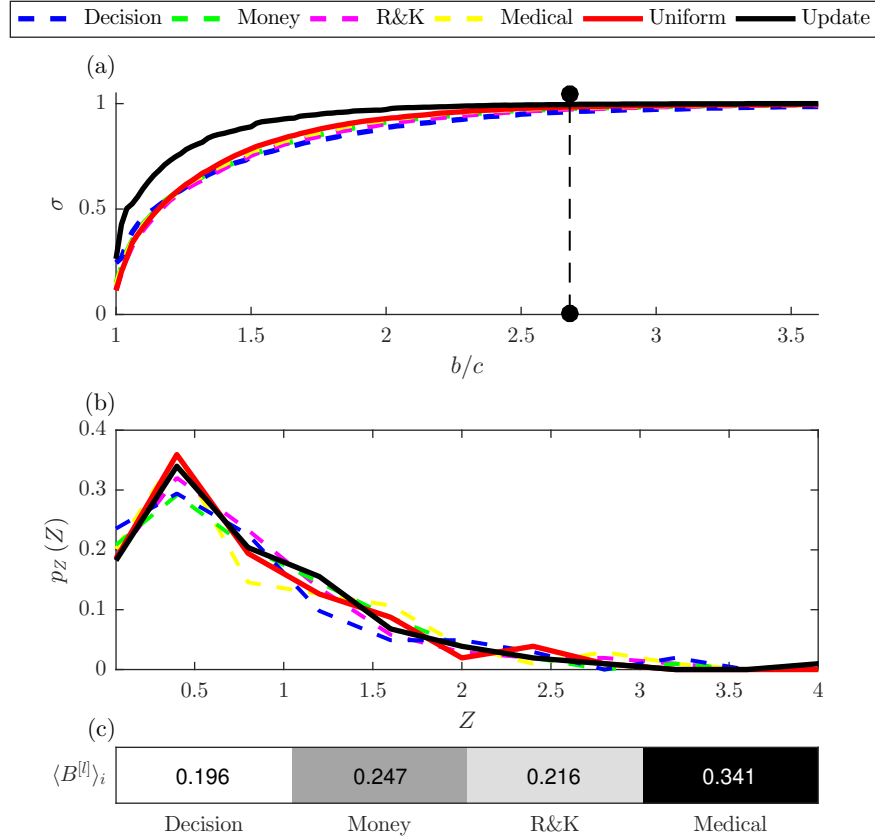 Decision Money R&K Medical Uniform Update
(a)
1
0.5
0
σ
1 1.5 2 2.5 3 3.5
b/c
(b)
0.4
0.3
0.2
0.1
0
p_Z (Z)
0.5 1 1.5 2 2.5 3 3.5 4
Z
(c)
⟨B^{[l]}⟩_i 0.196 0.247 0.216 0.341
Decision Money R&K Medical